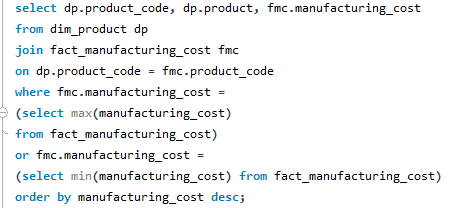 select dp.product_code, dp.product, fmc.manufacturing_cost
from dim_product dp
join fact_manufacturing_cost fmc
on dp.product_code = fmc.product_code
where fmc.manufacturing_cost =
(select max(manufacturing_cost)
from fact_manufacturing_cost)
or fmc.manufacturing_cost =
(select min(manufacturing_cost) from fact_manufacturing_cost)
order by manufacturing_cost desc;